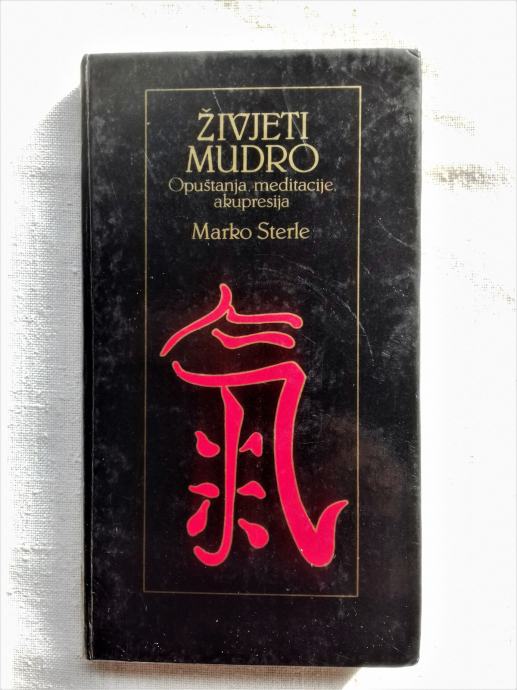 ŽIVJETI
MUDRO
Opuštanja, meditacije,
akupresija
Marko Sterle
氣